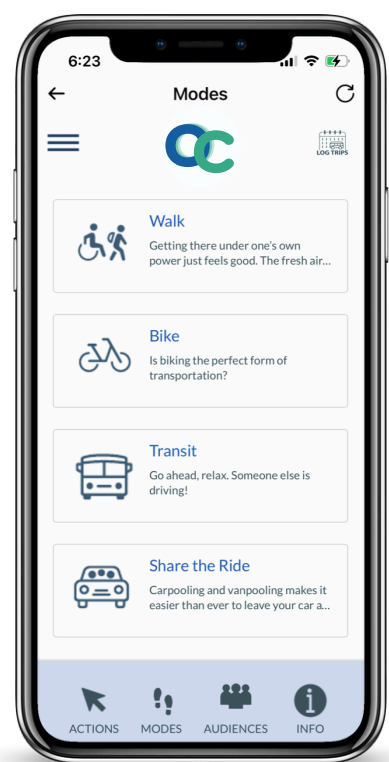 6:23
Modes
OC
LOG TRIPS
Walk
Getting there under one's own
power just feels good. The fresh air...
Bike
Is biking the perfect form of
transportation?
Transit
Go ahead, relax. Someone else is
driving!
Share the Ride
Carpooling and vanpooling makes it
easier than ever to leave your car a...
ACTIONS
MODES
AUDIENCES
INFO